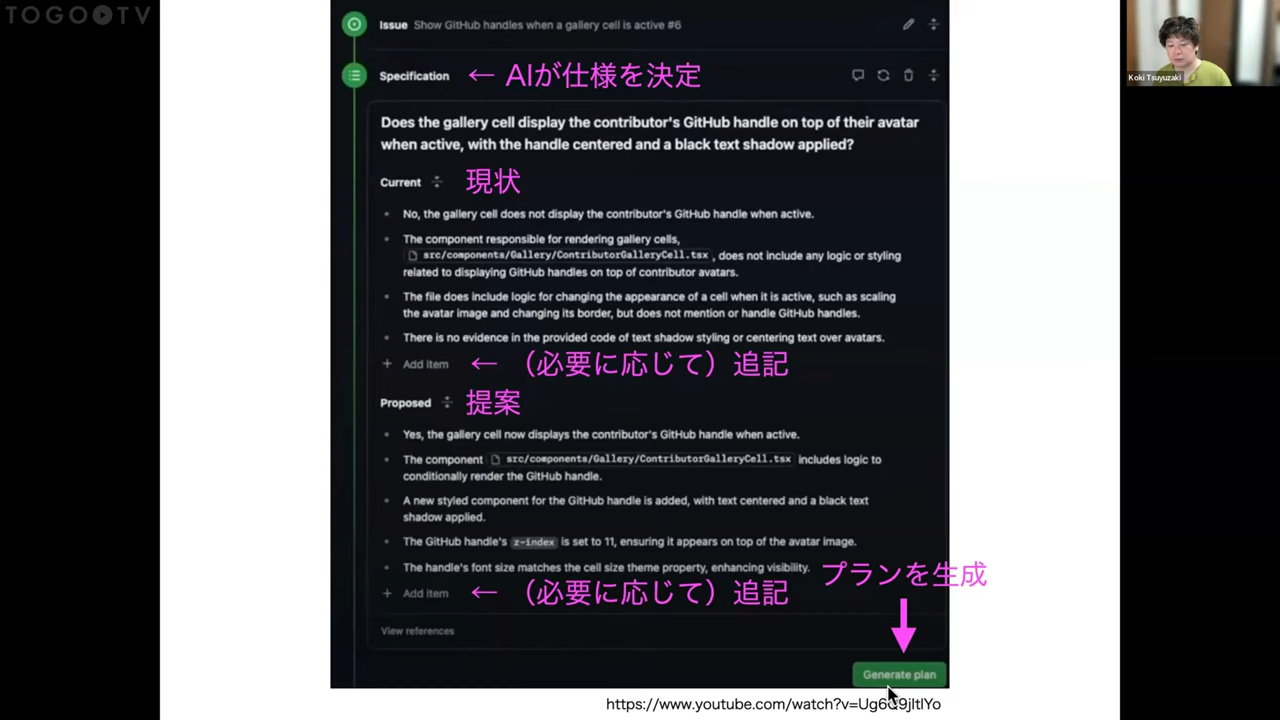 TOGO TV
Issue Show GitHub handles when a gallery cell is active #6
Specification ← AIが仕様を決定
Does the gallery cell display the contributor's GitHub handle on top of their avatar
when active, with the handle centered and a black text shadow applied?
Current 現状
No, the gallery cell does not display the contributor's GitHub handle when active.
The component responsible for rendering gallery cells,
src/components/Gallery/ContributorGalleryCell.tsx , does not include any logic or styling
related to displaying GitHub handles on top of contributor avatars.
The file does include logic for changing the appearance of a cell when it is active, such as scaling
the avatar image and changing its border, but does not mention or handle GitHub handles.
There is no evidence in the provided code of text shadow styling or centering text over avatars.
+ Add item ← （必要に応じて）追記
Proposed 提案
Yes, the gallery cell now displays the contributor's GitHub handle when active.
The component src/components/Gallery/ContributorGalleryCell.tsx includes logic to
conditionally render the GitHub handle.
A new styled component for the GitHub handle is added, with text centered and a black text
shadow applied.
The GitHub handle's z-index is set to 11, ensuring it appears on top of the avatar image.
The handle's font size matches the cell size theme property, enhancing visibility.
プランを生成
+ Add item ← （必要に応じて）追記
View references
Generate plan
Koki Tsuyuzaki